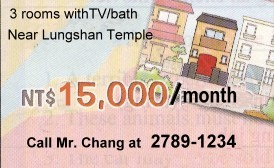 3 rooms withTV/bath
Near Lungshan Temple
NT$ 15,000/month
Call Mr. Chang at 2789-1234